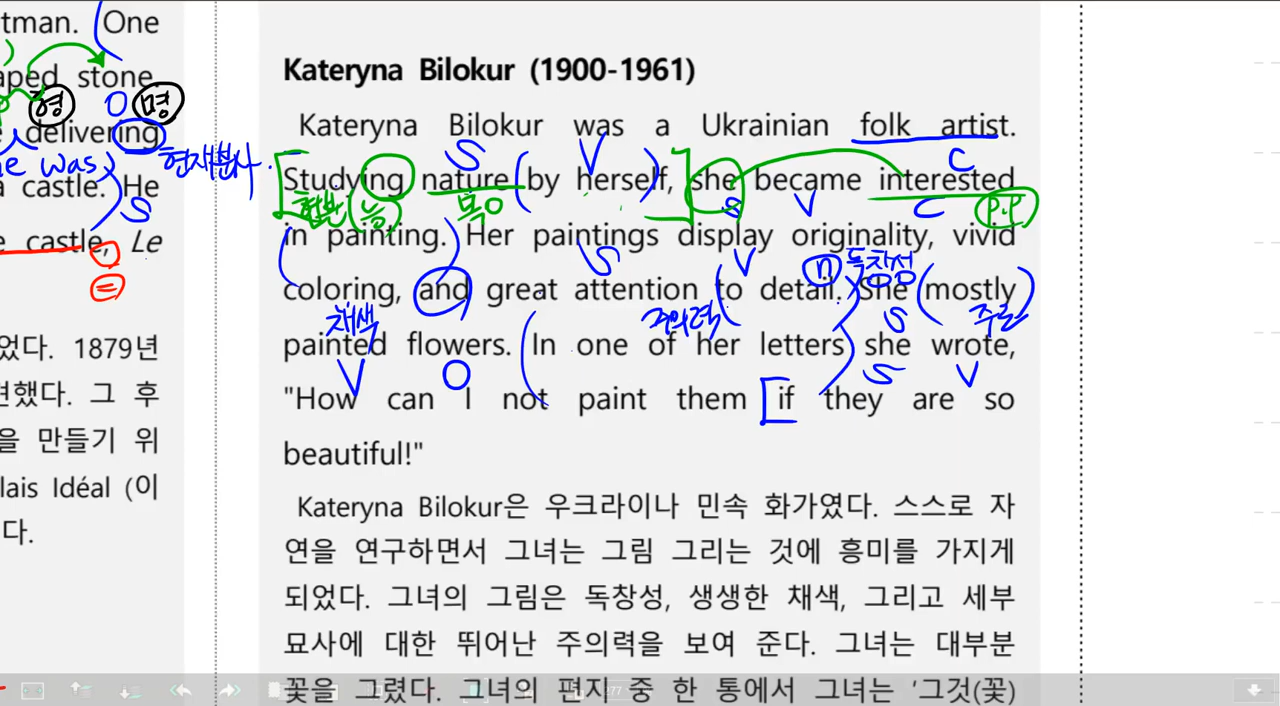 tman. One
aped stone
형 O 명
delivering
he was 현재분사
a castle. He
S
e castle, Le
=
었다. 1879년
편했다. 그 후
을 만들기 위
lais Idéal (이
다.
Kateryna Bilokur (1900-1961)
Kateryna Bilokur was a Ukrainian folk artist.
S V C
Studying nature (by herself, she became interested
현분(능) 목O S V C P.P
in painting. Her paintings display originality, vivid
S V n 독창성
coloring, and great attention to detail. She (mostly)
채색 주의력 S 주로
painted flowers. (In one of her letters) she wrote,
V O S V
"How can I not paint them [if they are so
beautiful!"
Kateryna Bilokur은 우크라이나 민속 화가였다. 스스로 자
연을 연구하면서 그녀는 그림 그리는 것에 흥미를 가지게
되었다. 그녀의 그림은 독창성, 생생한 채색, 그리고 세부
묘사에 대한 뛰어난 주의력을 보여 준다. 그녀는 대부분
꽃을 그렸다. 그녀의 편지 중 한 통에서 그녀는 '그것(꽃)